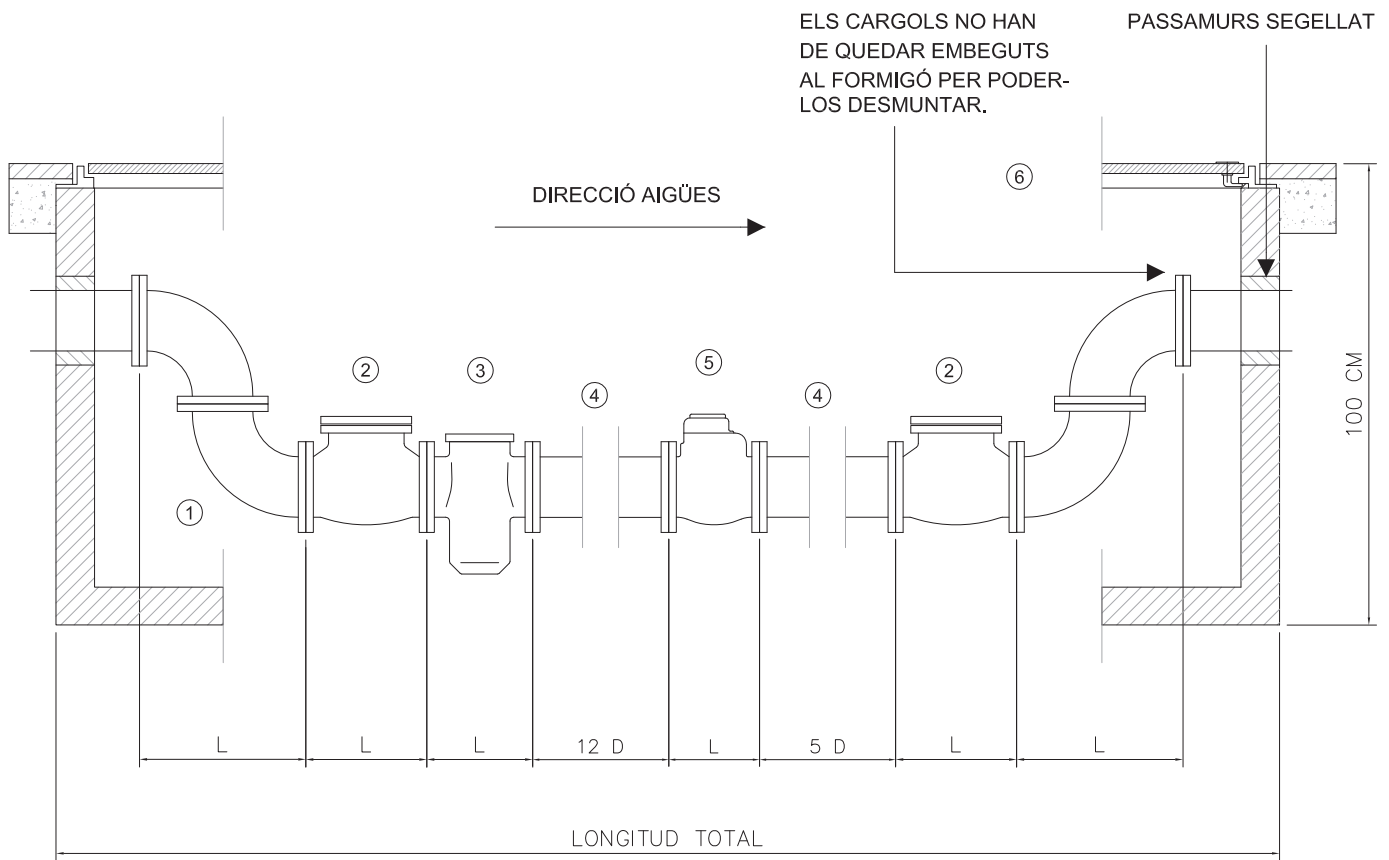 ELS CARGOLS NO HAN
DE QUEDAR EMBEGUTS
AL FORMIGÓ PER PODER-
LOS DESMUNTAR.
PASSAMURS SEGELLAT
6
DIRECCIÓ AIGÜES
2
3
4
5
4
2
1
100 CM
L
L
L
12 D
L
5 D
L
L
LONGITUD TOTAL